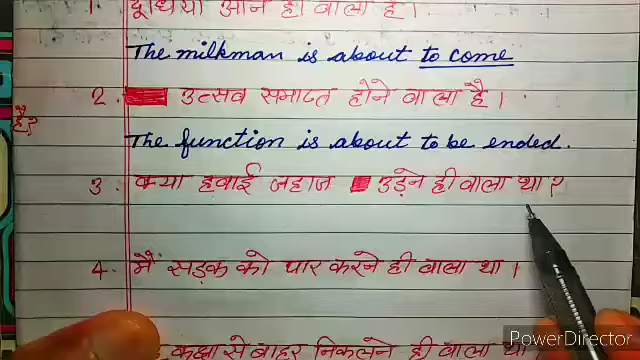 1. दूधिया आने ही वाला है।
The milkman is about to come
2. उत्सव समाप्त होने वाला है।
है?
The function is about to be ended.
3. क्या हवाई जहाज उड़ने ही वाला था?
4. मैं सड़क को पार करने ही वाला था।
कक्षा से बाहर निकलने ही वाला था
PowerDirector